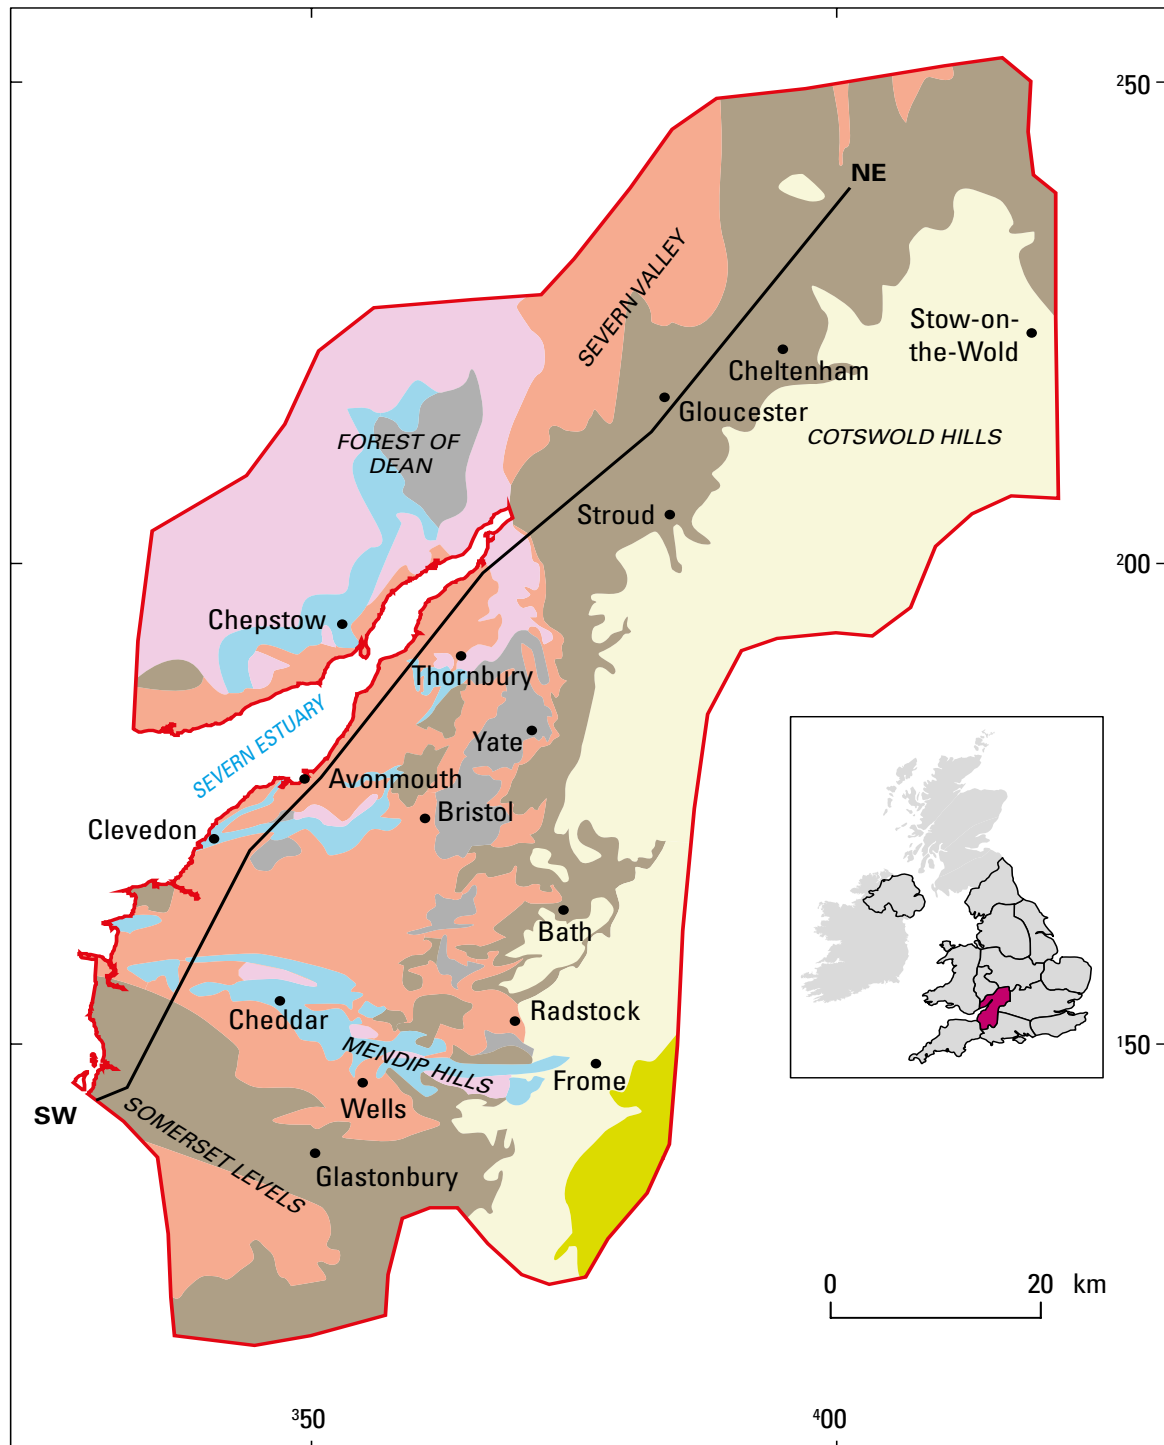 ²50
NE
SEVERN VALLEY
Stow-on-
the-Wold
Cheltenham
Gloucester
COTSWOLD HILLS
FOREST OF
DEAN
Stroud
²00
Chepstow
Thornbury
SEVERN ESTUARY
Yate
Avonmouth
Bristol
Clevedon
Bath
Radstock
Cheddar
MENDIP HILLS
¹50
Frome
SW
Wells
SOMERSET LEVELS
Glastonbury
0 20 km
³50
⁴00